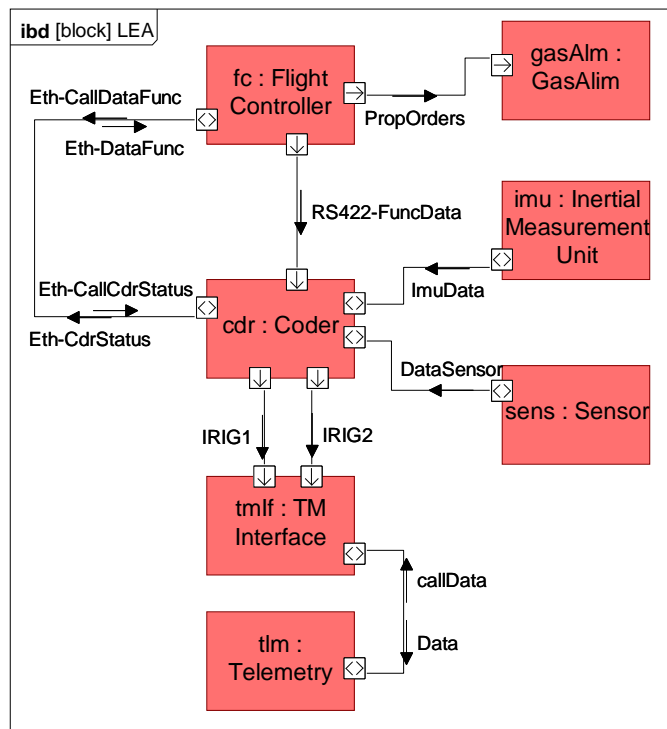 ibd [block] LEA
fc : Flight
Controller
gasAlm :
GasAlim
Eth-CallDataFunc
Eth-DataFunc
PropOrders
RS422-FuncData
imu : Inertial
Measurement
Unit
ImuData
Eth-CallCdrStatus
Eth-CdrStatus
cdr : Coder
DataSensor
sens : Sensor
IRIG1
IRIG2
tmIf : TM
Interface
callData
Data
tlm :
Telemetry